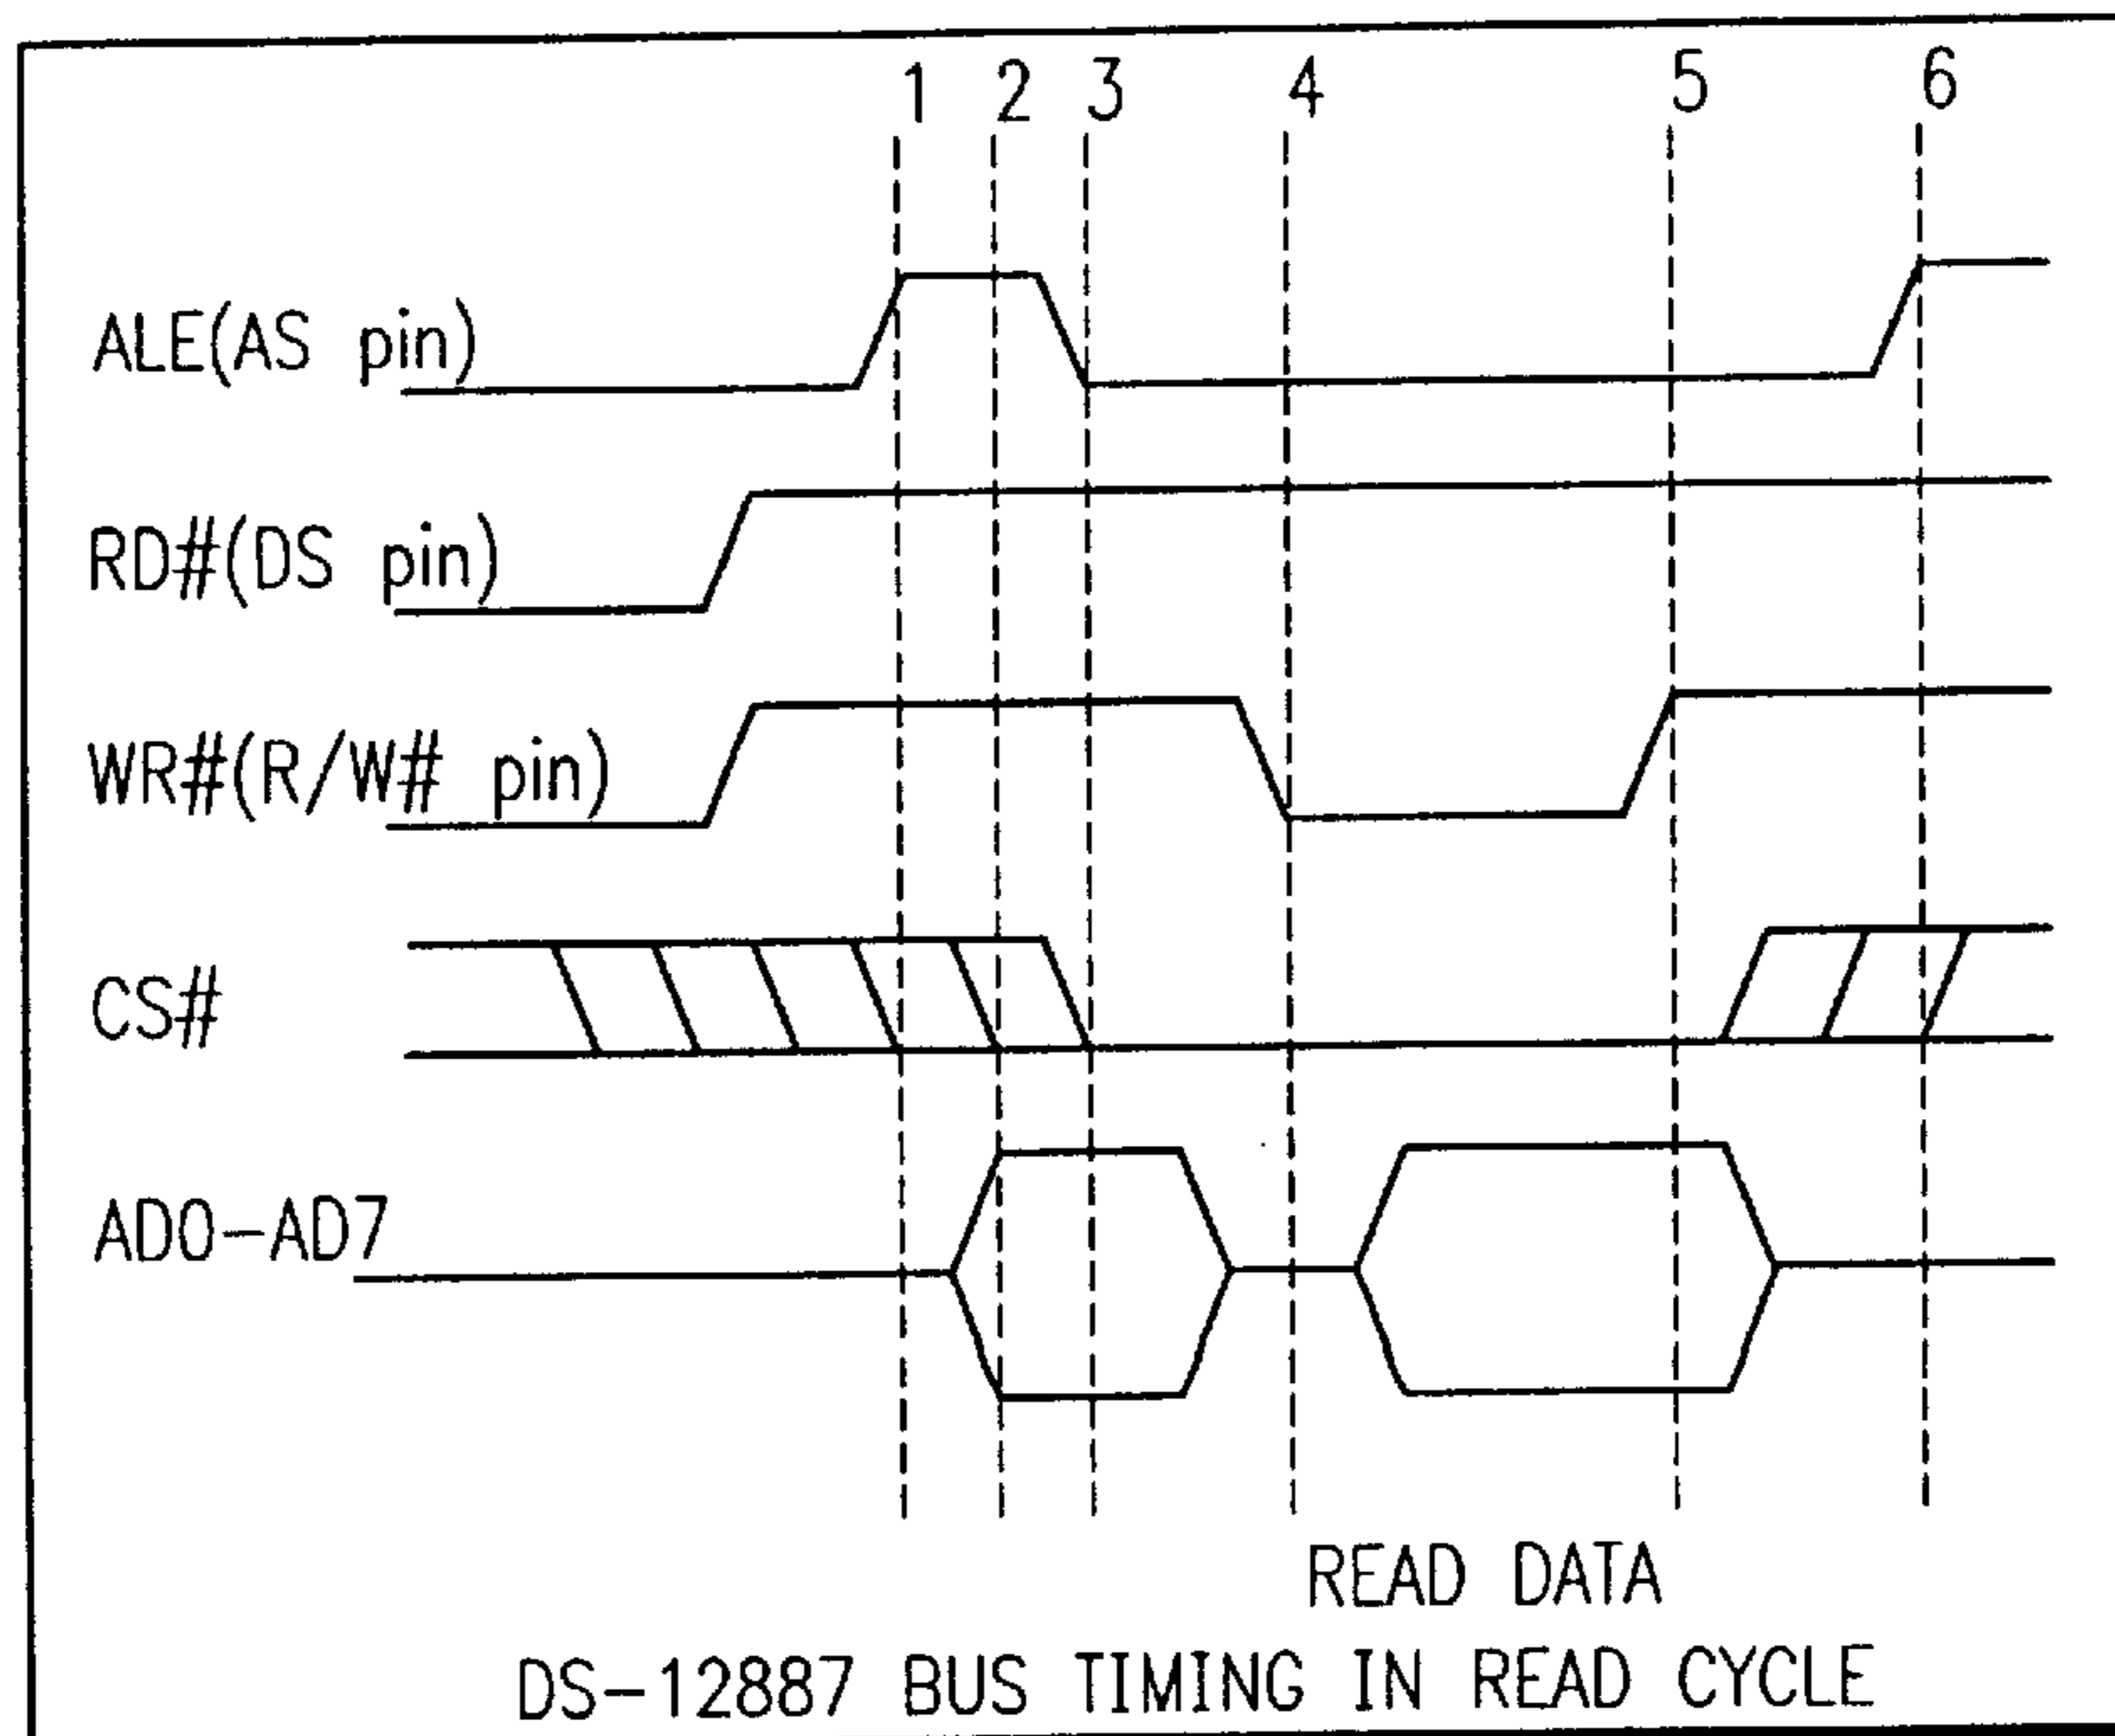 1 2 3 4 5 6
ALE(AS pin)
RD#(DS pin)
WR#(R/W# pin)
CS#
AD0-AD7
READ DATA
DS-12887 BUS TIMING IN READ CYCLE